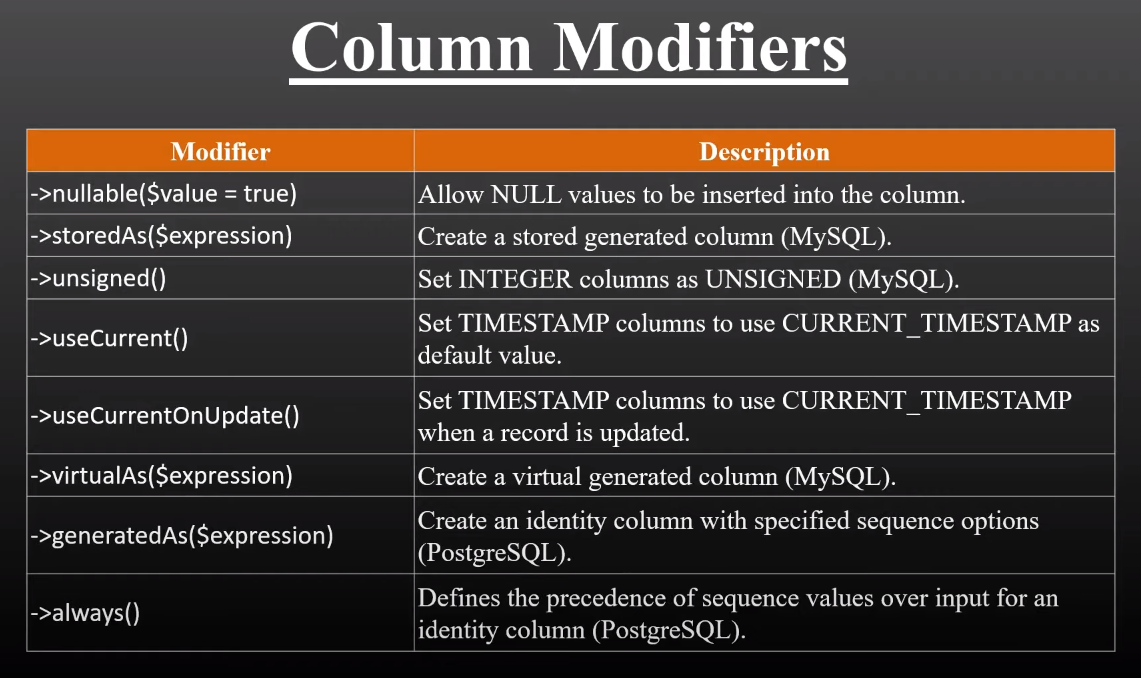 Column Modifiers
Modifier Description
->nullable($value = true) Allow NULL values to be inserted into the column.
->storedAs($expression) Create a stored generated column (MySQL).
->unsigned() Set INTEGER columns as UNSIGNED (MySQL).
->useCurrent() Set TIMESTAMP columns to use CURRENT_TIMESTAMP as
default value.
->useCurrentOnUpdate() Set TIMESTAMP columns to use CURRENT_TIMESTAMP
when a record is updated.
->virtualAs($expression) Create a virtual generated column (MySQL).
->generatedAs($expression) Create an identity column with specified sequence options
(PostgreSQL).
->always() Defines the precedence of sequence values over input for an
identity column (PostgreSQL).